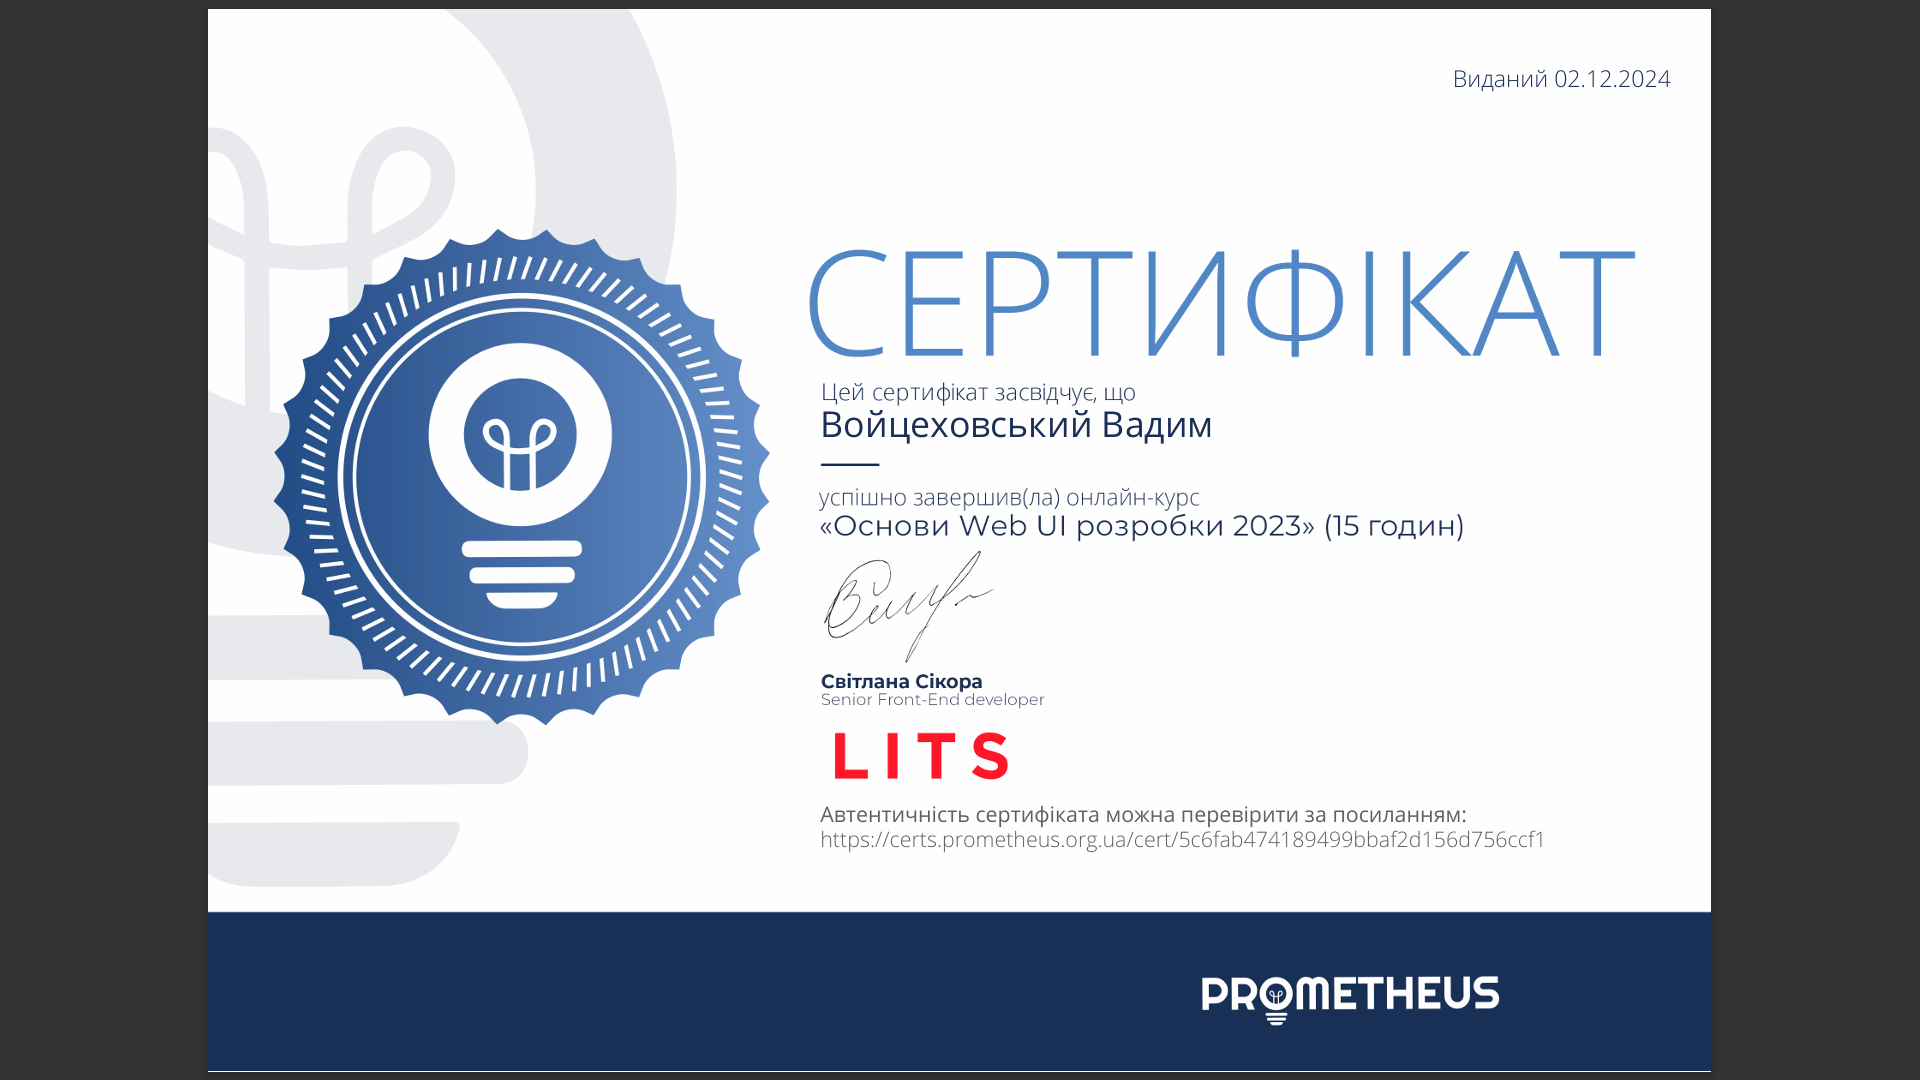 Виданий 02.12.2024
СЕРТИФІКАТ
Цей сертифікат засвідчує, що
Войцеховський Вадим
успішно завершив(ла) онлайн-курс
«Основи Web UI розробки 2023» (15 годин)
Світлана Сікора
Senior Front-End developer
LITS
Автентичність сертифіката можна перевірити за посиланням:
https://certs.prometheus.org.ua/cert/5c6fab474189499bbaf2d156d756ccf1
PROMETHEUS